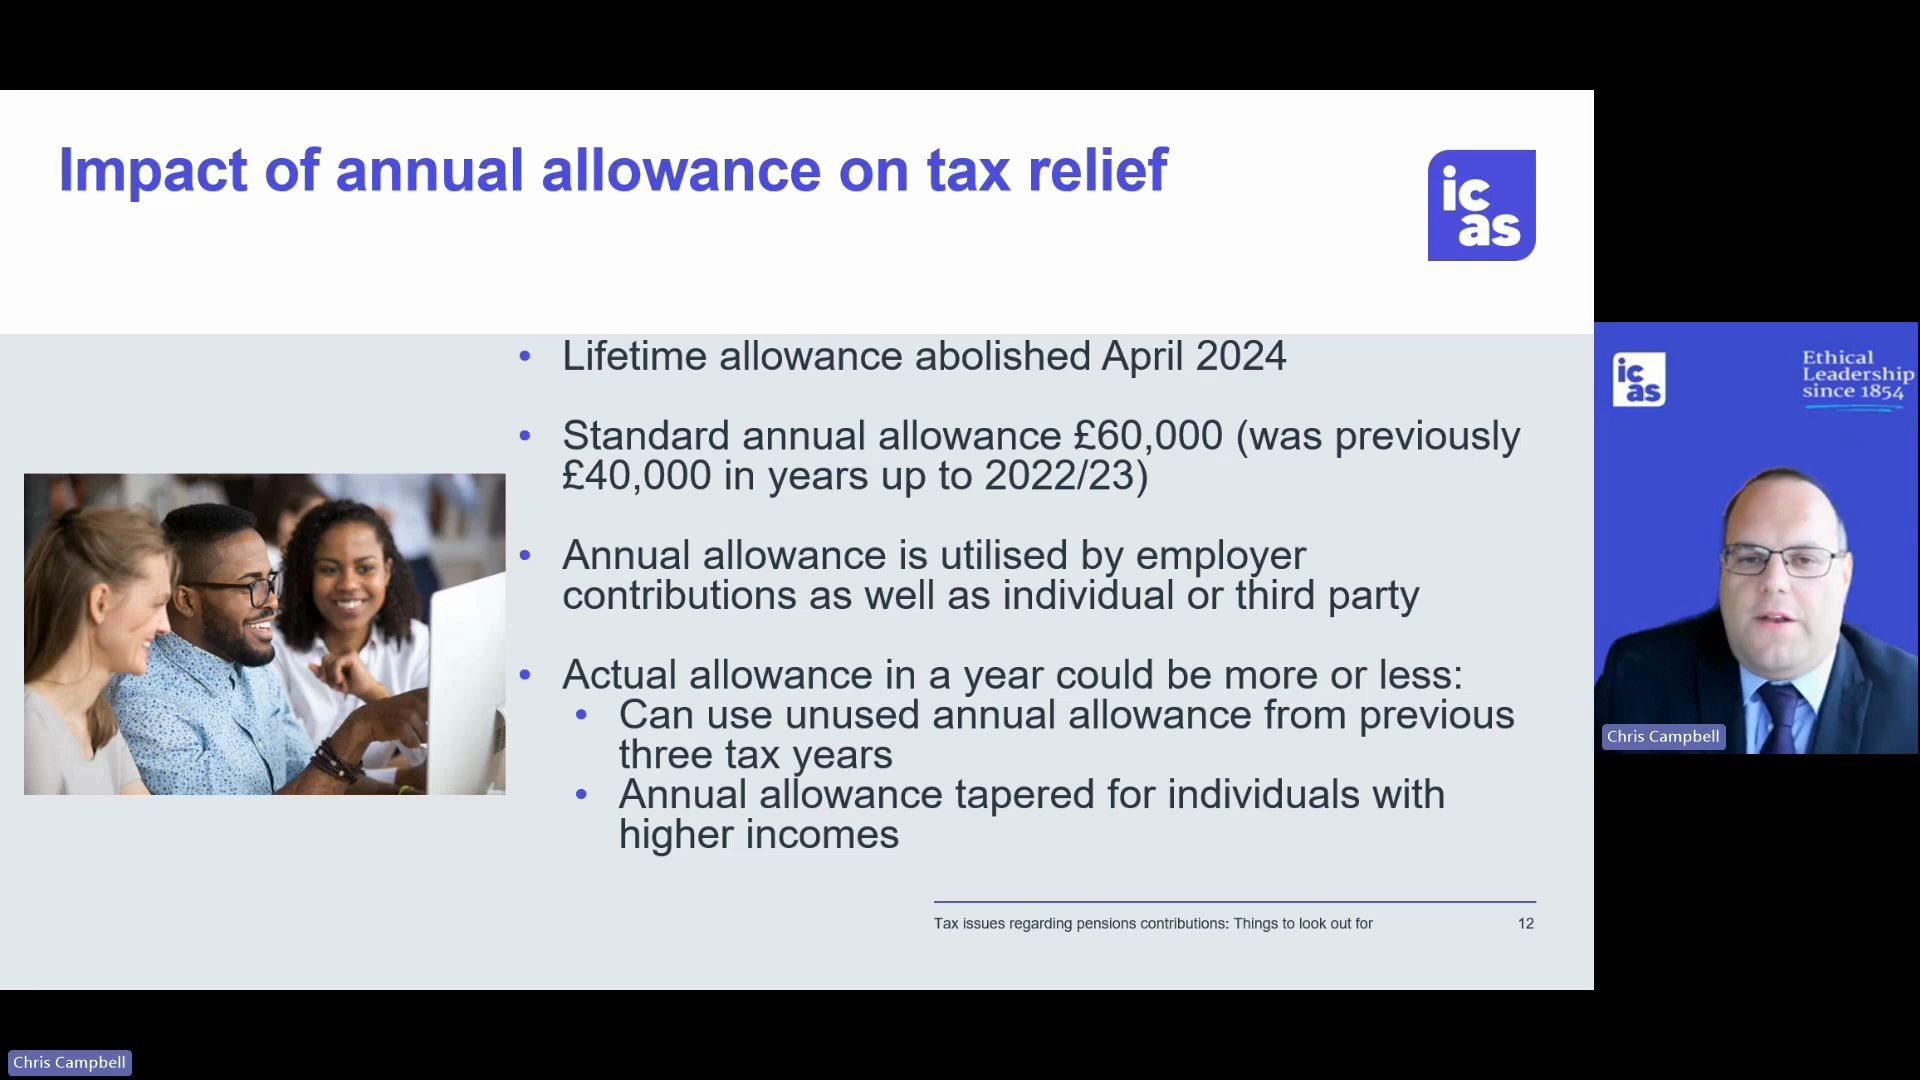 Impact of annual allowance on tax relief
ic
as
• Lifetime allowance abolished April 2024
• Standard annual allowance £60,000 (was previously
£40,000 in years up to 2022/23)
• Annual allowance is utilised by employer
contributions as well as individual or third party
• Actual allowance in a year could be more or less:
• Can use unused annual allowance from previous
three tax years
• Annual allowance tapered for individuals with
higher incomes
Tax issues regarding pensions contributions: Things to look out for
12
ic
as
Ethical
Leadership
since 1854
Chris Campbell
Chris Campbell